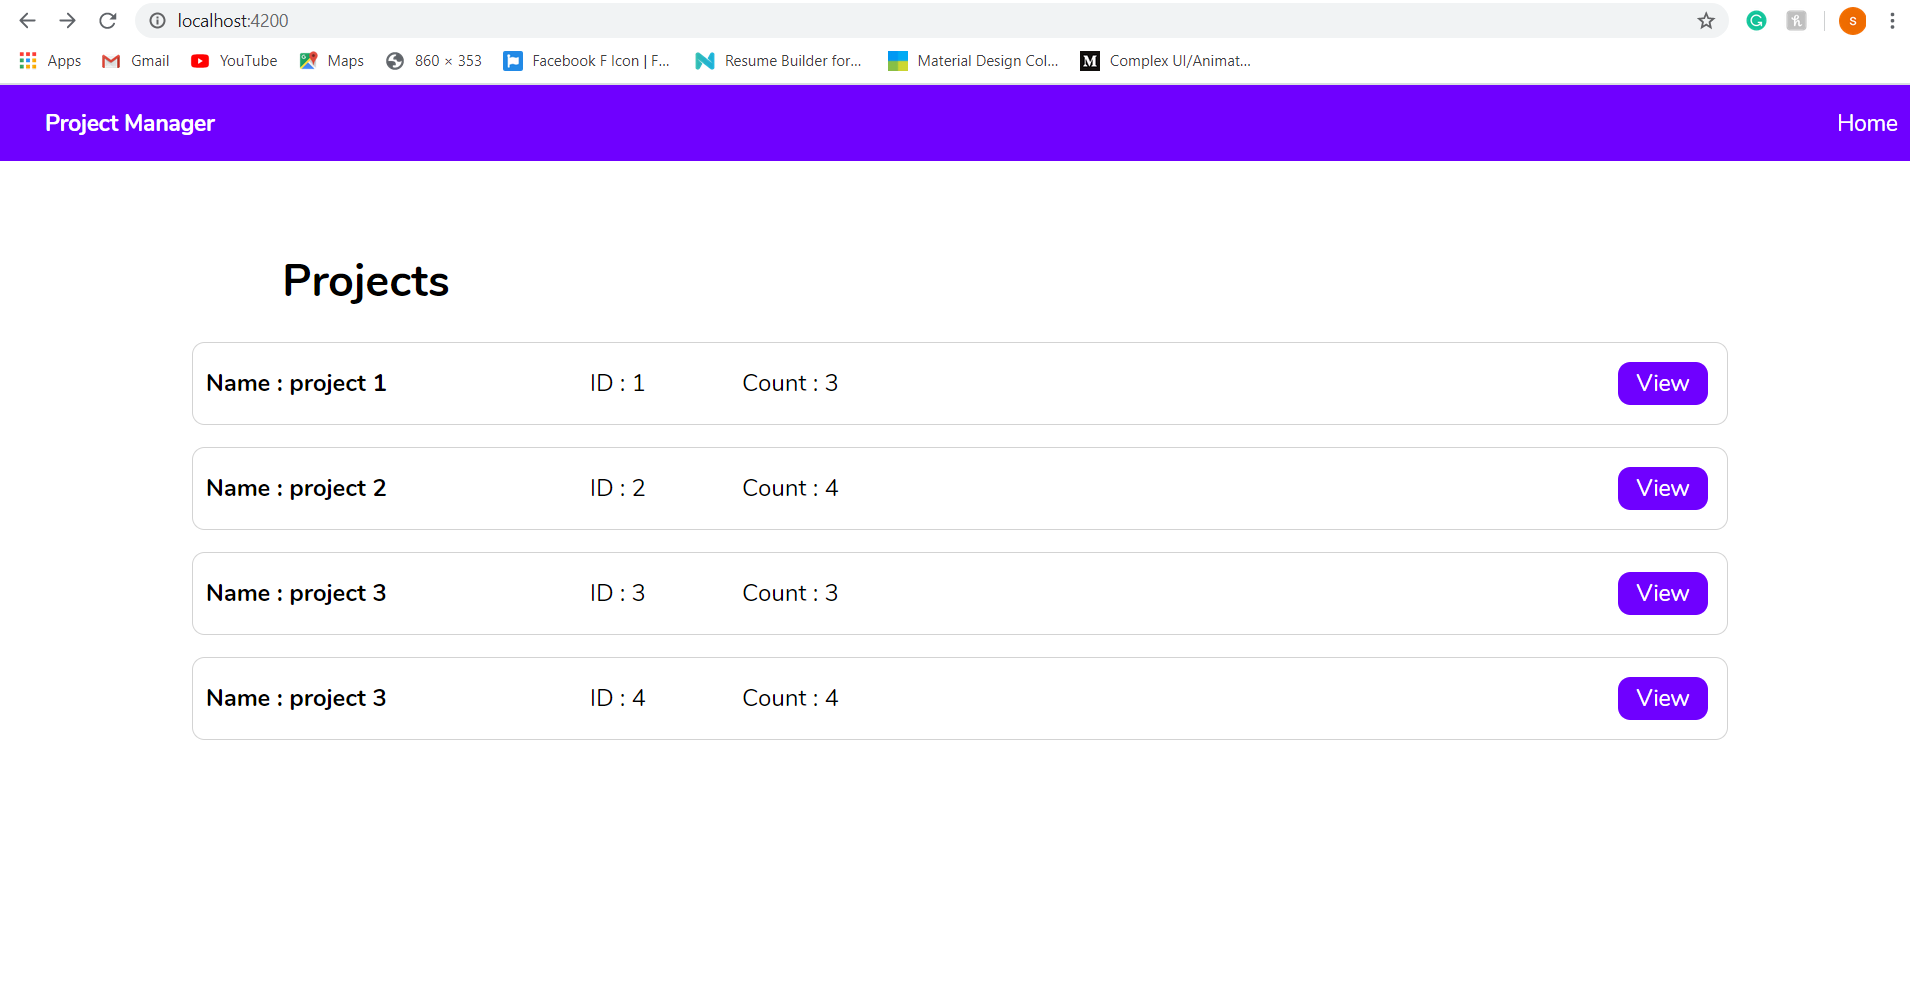 localhost:4200
S
Apps Gmail YouTube Maps 860 × 353 Facebook F Icon | F... Resume Builder for... Material Design Col... M Complex UI/Animat...
Project Manager Home
Projects
Name : project 1 ID : 1 Count : 3 View
Name : project 2 ID : 2 Count : 4 View
Name : project 3 ID : 3 Count : 3 View
Name : project 3 ID : 4 Count : 4 View